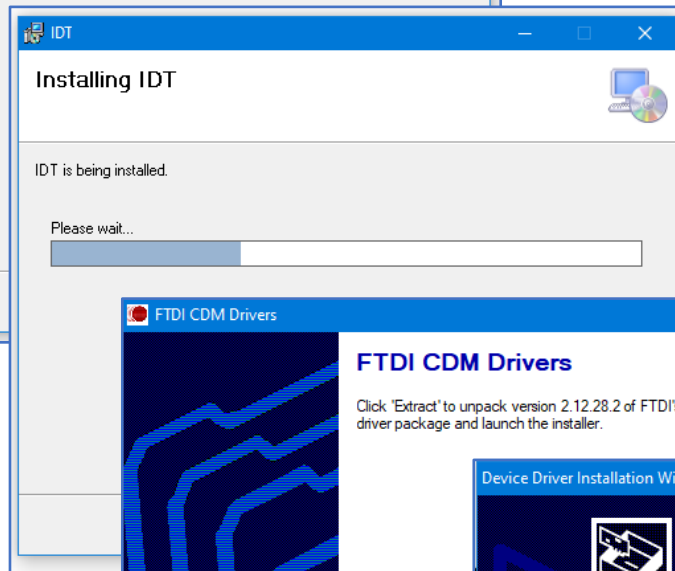 IDT
Installing IDT
IDT is being installed.
Please wait...
FTDI CDM Drivers
FTDI CDM Drivers
Click 'Extract' to unpack version 2.12.28.2 of FTDI'
driver package and launch the installer.
Device Driver Installation Wi